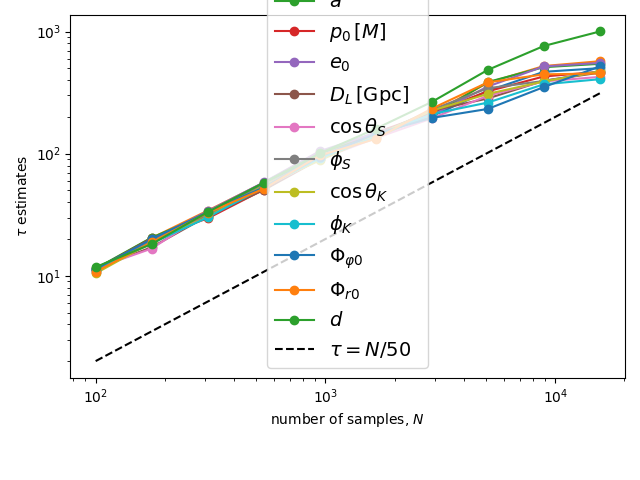 a
p₀ [M]
e₀
D_L [Gpc]
cos θ_S
ϕ_S
cos θ_K
ϕ_K
Φ_φ0
Φ_r0
d
τ = N/50
10³
10²
10¹
τ estimates
10² 10³ 10⁴
number of samples, N